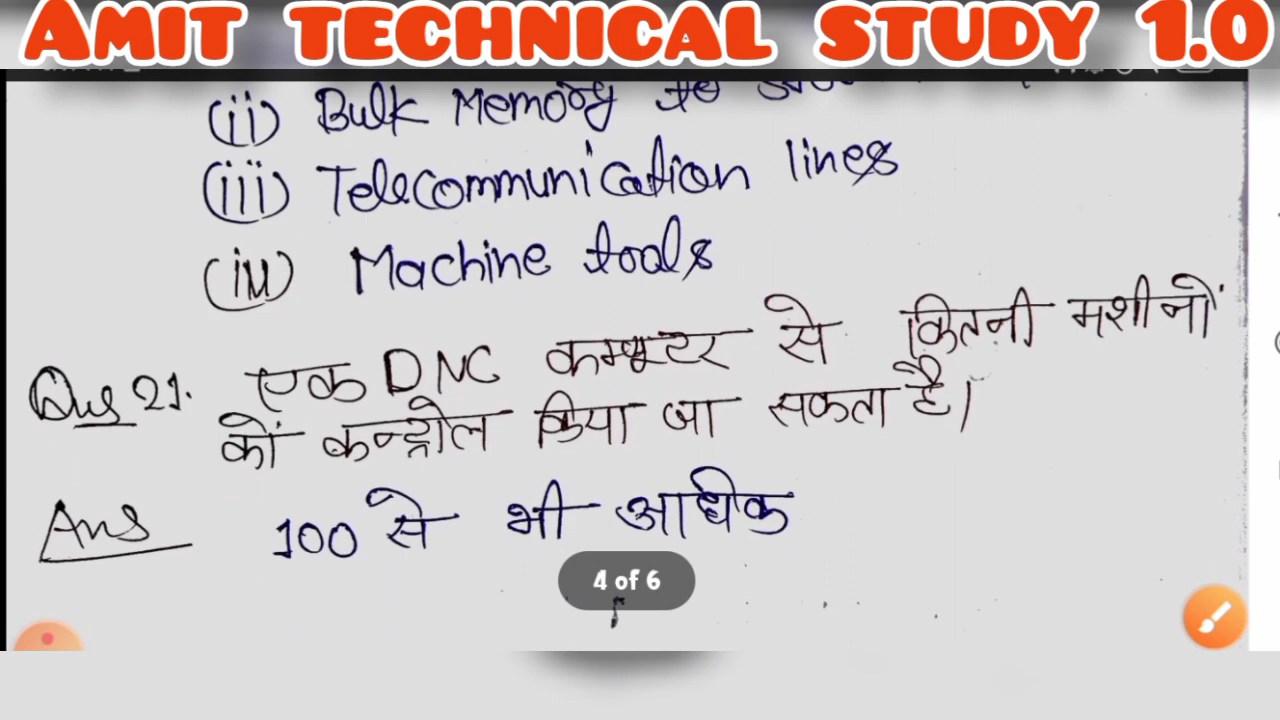 AMIT TECHNICAL STUDY 1.0
(ii) Bulk Memory to
(iii) Telecommunication lines
(iv) Machine tools
Que 21. एक DNC कम्प्यूटर से कितनी मशीनों
कों कन्ट्रोल किया जा सकता है।
Ans 100 से भी अधिक
4 of 6